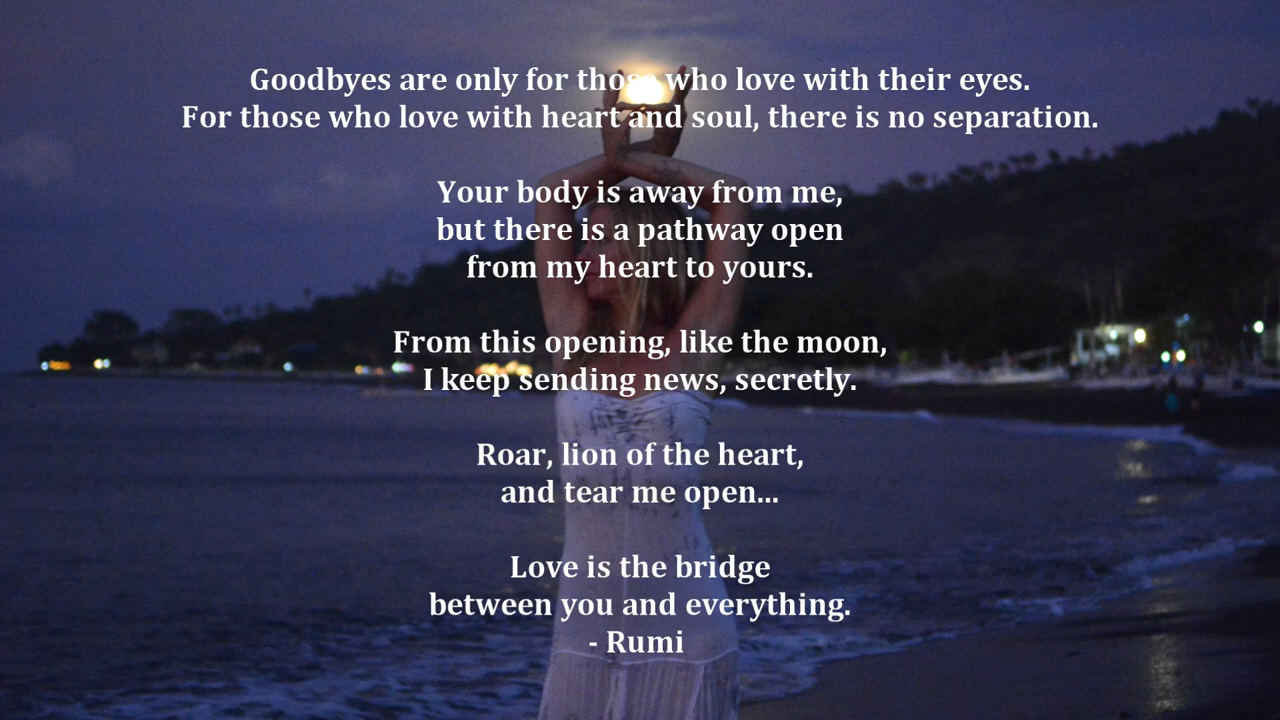 Goodbyes are only for those who love with their eyes.
For those who love with heart and soul, there is no separation.
Your body is away from me,
but there is a pathway open
from my heart to yours.
From this opening, like the moon,
I keep sending news, secretly.
Roar, lion of the heart,
and tear me open...
Love is the bridge
between you and everything.
- Rumi